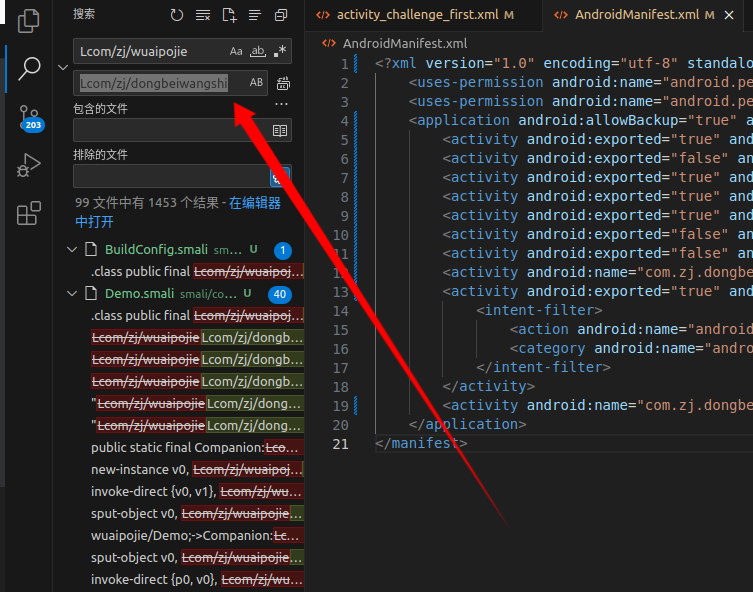 搜索
Lcom/zj/wuaipojie
Aa
ab
Lcom/zj/dongbeiwangshi
AB
包含的文件
203
排除的文件
99 文件中有 1453 个结果 - 在编辑器
中打开
BuildConfig.smali sm... U 1
.class public final Lcom/zj/wuaipoj...
Demo.smali smali/co... U 40
.class public final Lcom/zj/wuaipoj...
Lcom/zj/wuaipojie Lcom/zj/dongb...
Lcom/zj/wuaipojie Lcom/zj/dongb...
Lcom/zj/wuaipojie Lcom/zj/dongb...
"Lcom/zj/wuaipojie Lcom/zj/dong...
"Lcom/zj/wuaipojie Lcom/zj/dong...
public static final Companion:Lco...
new-instance v0, Lcom/zj/wuaipoj...
invoke-direct {v0, v1}, Lcom/zj/wu...
sput-object v0, Lcom/zj/wuaipojie...
wuaipojie/Demo;->Companion:Lc...
sput-object v0, Lcom/zj/wuaipojie...
invoke-direct {p0, v0}, Lcom/zj/wu...
activity_challenge_first.xml M
AndroidManifest.xml M
AndroidManifest.xml
1 <?xml version="1.0" encoding="utf-8" standalo
2 <uses-permission android:name="android.pe
3 <uses-permission android:name="android.pe
4 <application android:allowBackup="true" a
5 <activity android:exported="true" and
6 <activity android:exported="false" an
7 <activity android:exported="true" and
8 <activity android:exported="true" and
9 <activity android:exported="true" and
10 <activity android:exported="false" an
11 <activity android:exported="false" an
12 <activity android:name="com.zj.dongbe
13 <activity android:exported="true" and
14 <intent-filter>
15 <action android:name="android
16 <category android:name="andro
17 </intent-filter>
18 </activity>
19 <activity android:name="com.zj.dongbe
20 </application>
21 </manifest>